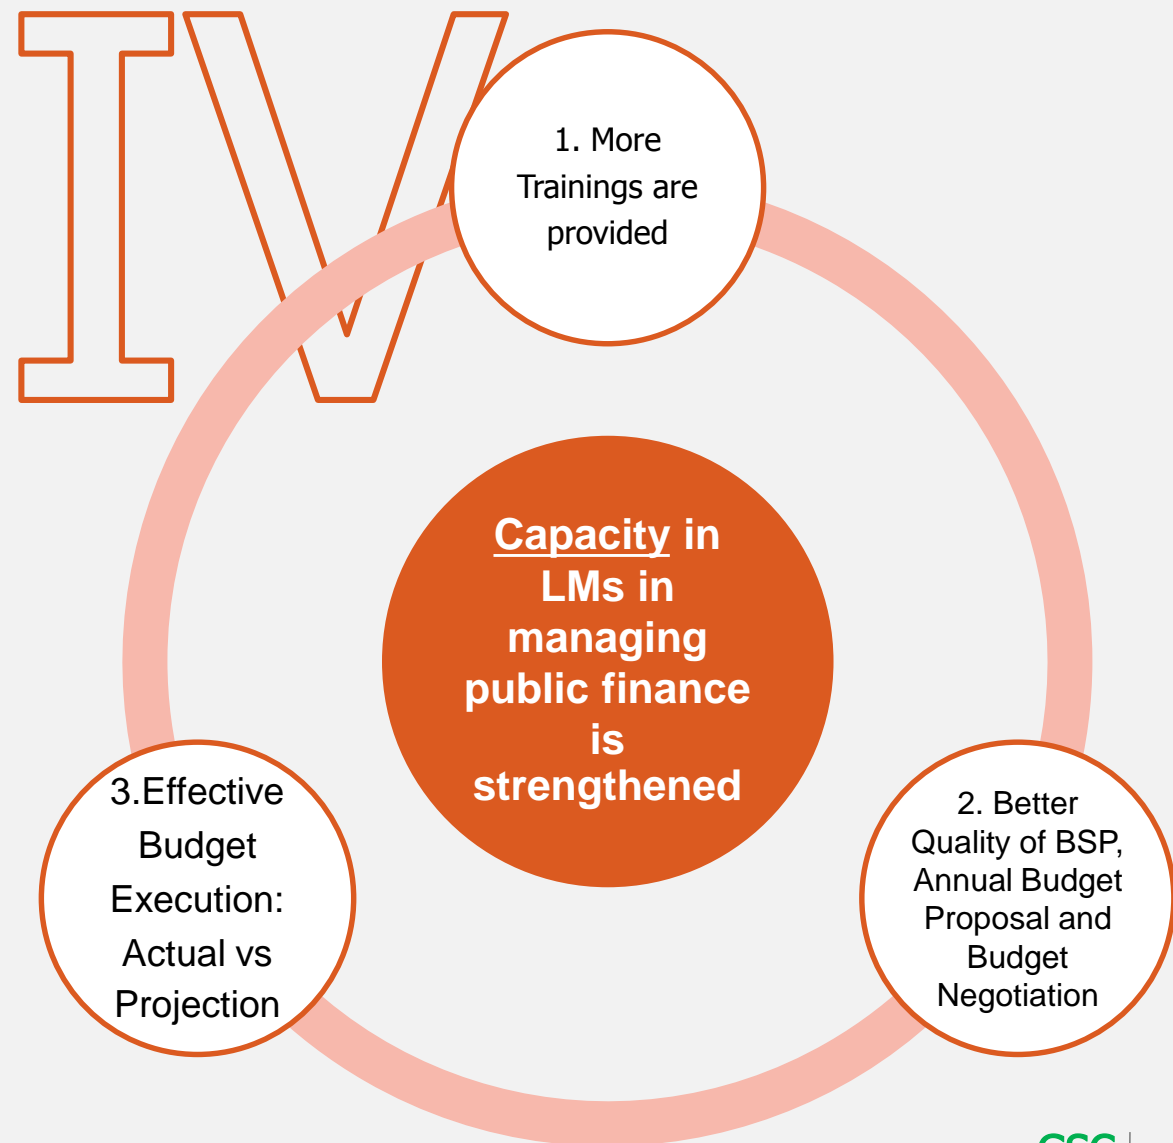 IV
1. More
Trainings are
provided
Capacity in
LMs in
managing
public finance
is
strengthened
3.Effective
Budget
Execution:
Actual vs
Projection
2. Better
Quality of BSP,
Annual Budget
Proposal and
Budget
Negotiation